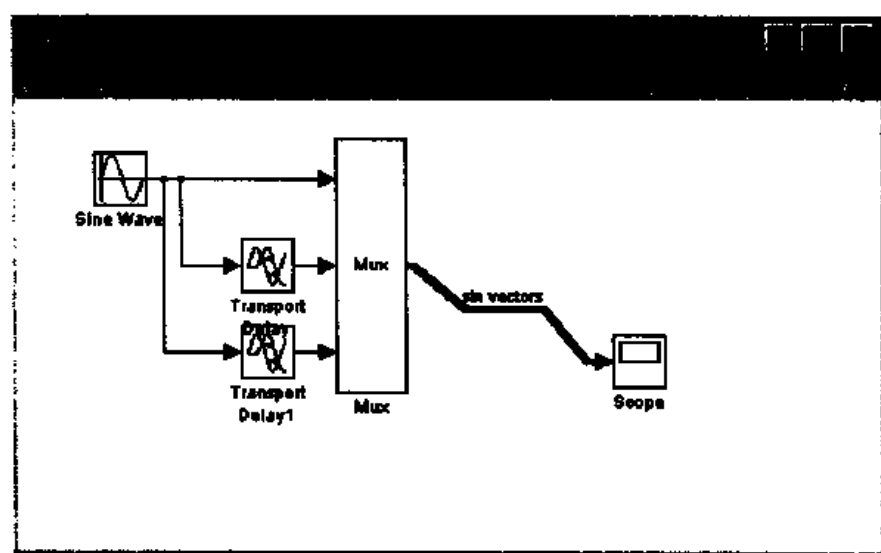 Sine Wave
Transport
Delay
Transport
Delay1
Mux
Mux
sin vectors
Scope